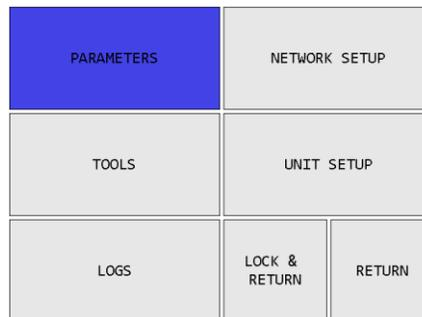 PARAMETERS
NETWORK SETUP
TOOLS
UNIT SETUP
LOGS
LOCK &
RETURN
RETURN